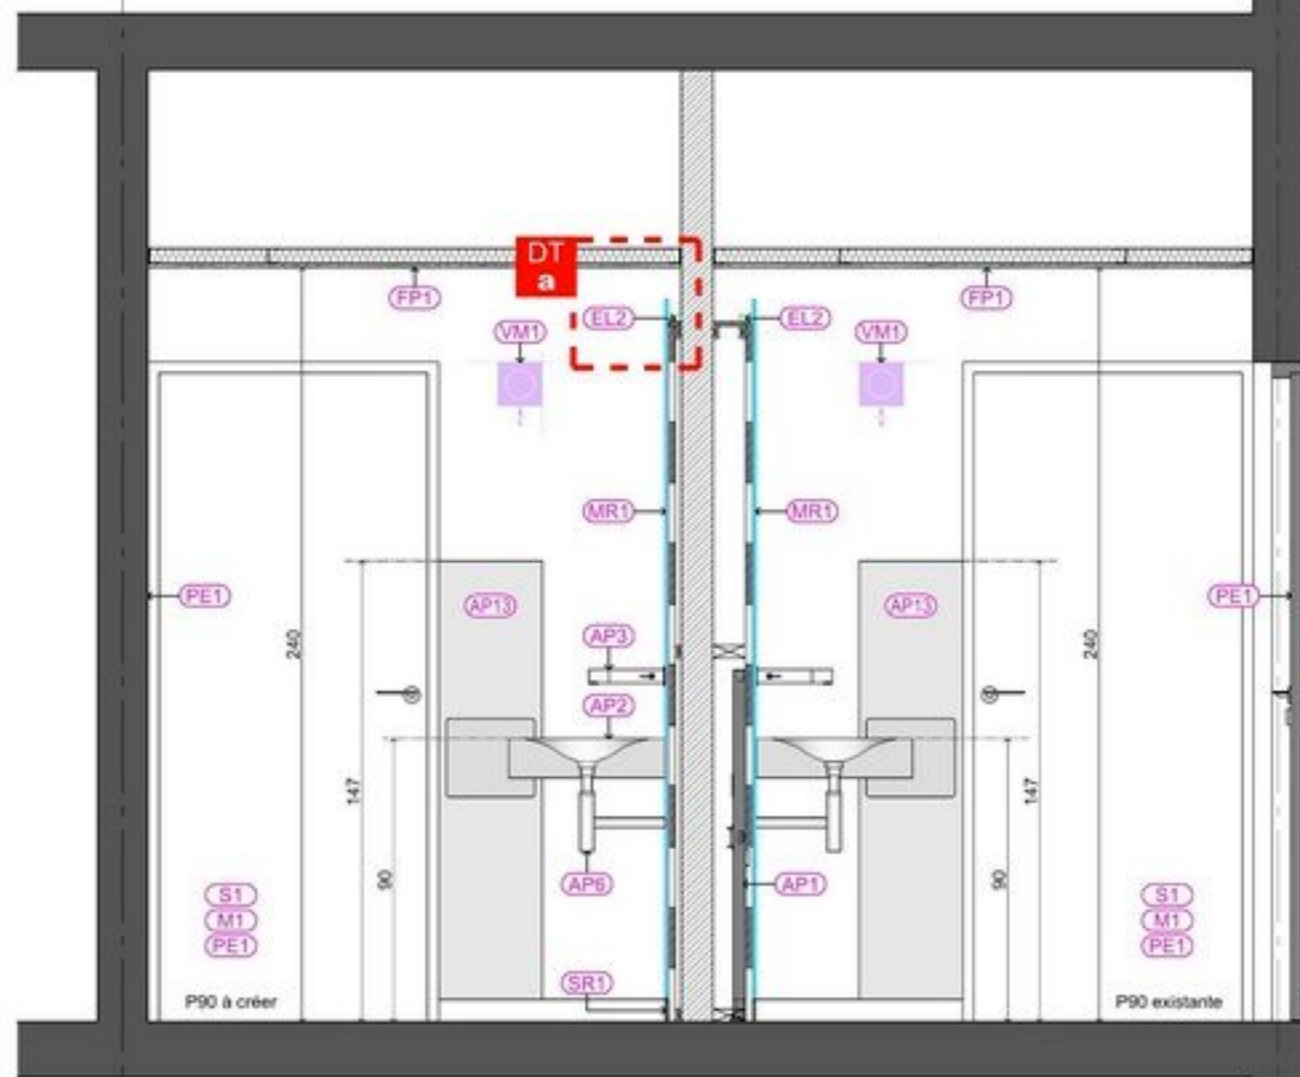 DT
a
FP1
FP1
EL2
EL2
VM1
VM1
MR1
MR1
PE1
AP13
AP13
PE1
AP3
240
240
AP2
147
147
90
AP6
AP1
90
S1
M1
PE1
S1
M1
PE1
SR1
P90 à créer
P90 existante